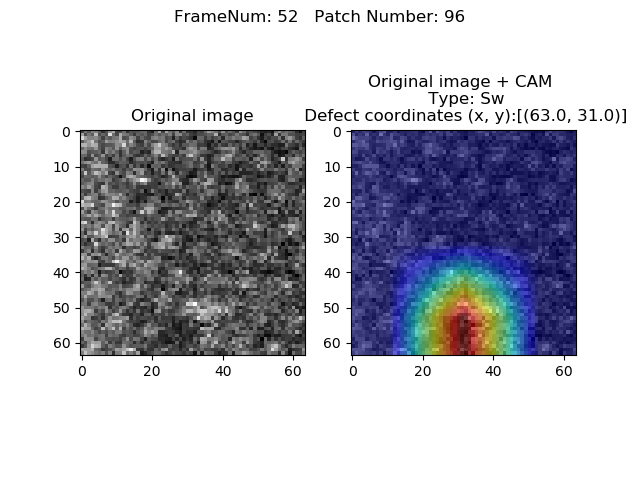 FrameNum: 52   Patch Number: 96
Original image
Original image + CAM
Type: Sw
Defect coordinates (x, y):[(63.0, 31.0)]
0
10
20
30
40
50
60
0 20 40 60
0
10
20
30
40
50
60
0 20 40 60